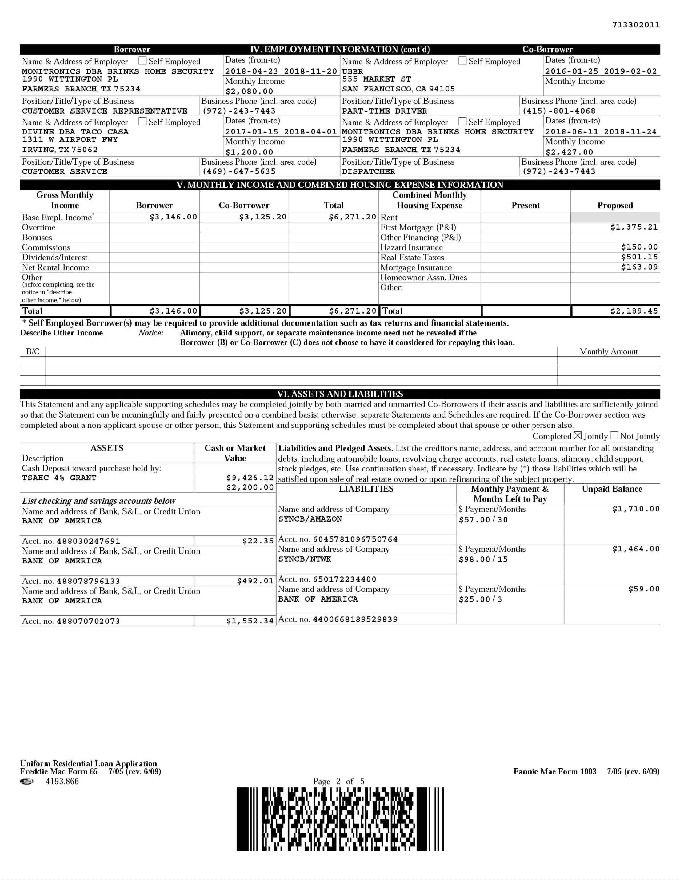 713302011
Borrower IV. EMPLOYMENT INFORMATION (cont'd) Co-Borrower
Name & Address of Employer ☐ Self Employed Dates (from-to) Name & Address of Employer ☐ Self Employed Dates (from-to)
MONITRONICS DBA BRINKS HOME SECURITY 2018-04-23 2018-11-20 UBER 2016-01-25 2019-02-02
1990 WITTINGTON PL Monthly Income 555 MARKET ST Monthly Income
FARMERS BRANCH, TX 75234 $2,080.00 SAN FRANCISCO, CA 94105
Position/Title/Type of Business Business Phone (incl. area code) Position/Title/Type of Business Business Phone (incl. area code)
CUSTOMER SERVICE REPRESENTATIVE (972)-243-7443 PART-TIME DRIVER (415)-801-4068
Name & Address of Employer ☐ Self Employed Dates (from-to) Name & Address of Employer ☐ Self Employed Dates (from-to)
DIVINE DBA TACO CASA 2017-01-15 2018-04-01 MONITRONICS DBA BRINKS HOME SECURITY 2018-06-11 2018-11-24
1311 W AIRPORT FWY Monthly Income 1990 WITTINGTON PL Monthly Income
IRVING, TX 75062 $1,200.00 FARMERS BRANCH, TX 75234 $2,427.00
Position/Title/Type of Business Business Phone (incl. area code) Position/Title/Type of Business Business Phone (incl. area code)
CUSTOMER SERVICE (469)-647-5635 DISPATCHER (972)-243-7443
V. MONTHLY INCOME AND COMBINED HOUSING EXPENSE INFORMATION
Gross Monthly Income Borrower Co-Borrower Total Combined Monthly Housing Expense Present Proposed
Base Empl. Income* $3,146.00 $3,125.20 $6,271.20 Rent
Overtime First Mortgage (P&I) $1,375.21
Bonuses Other Financing (P&I)
Commissions Hazard Insurance $150.00
Dividends/Interest Real Estate Taxes $501.15
Net Rental Income Mortgage Insurance $163.09
Other Homeowner Assn. Dues
(before completing, see the notice in "describe other income," below) Other:
Total $3,146.00 $3,125.20 $6,271.20 Total $2,189.45
* Self Employed Borrower(s) may be required to provide additional documentation such as tax returns and financial statements.
Describe Other Income Notice: Alimony, child support, or separate maintenance income need not be revealed if the
Borrower (B) or Co-Borrower (C) does not choose to have it considered for repaying this loan.
B/C Monthly Amount
VI. ASSETS AND LIABILITIES
This Statement and any applicable supporting schedules may be completed jointly by both married and unmarried Co-Borrowers if their assets and liabilities are sufficiently joined
so that the Statement can be meaningfully and fairly presented on a combined basis; otherwise, separate Statements and Schedules are required. If the Co-Borrower section was
completed about a non-applicant spouse or other person, this Statement and supporting schedules must be completed about that spouse or other person also.
Completed ☒ Jointly ☐ Not Jointly
ASSETS Cash or Market Value Liabilities and Pledged Assets. List the creditor's name, address, and account number for all outstanding
Description debts, including automobile loans, revolving charge accounts, real estate loans, alimony, child support,
Cash Deposit toward purchase held by: stock pledges, etc. Use continuation sheet, if necessary. Indicate by (*) those liabilities which will be
TSAHC 4% GRANT $9,425.12 satisfied upon sale of real estate owned or upon refinancing of the subject property.
$2,200.00 LIABILITIES Monthly Payment & Months Left to Pay Unpaid Balance
List checking and savings accounts below
Name and address of Bank, S&L, or Credit Union Name and address of Company $ Payment/Months $1,710.00
BANK OF AMERICA SYNCB/AMAZON $57.00/30
Acct. no. 488030247691 $22.35 Acct. no. 6045781096750764
Name and address of Bank, S&L, or Credit Union Name and address of Company $ Payment/Months $1,464.00
BANK OF AMERICA SYNCB/NTWK $98.00/15
Acct. no. 488078796133 $492.01 Acct. no. 650172234400
Name and address of Bank, S&L, or Credit Union Name and address of Company $ Payment/Months $59.00
BANK OF AMERICA BANK OF AMERICA $25.00/3
Acct. no. 488070702073 $1,552.34 Acct. no. 4400668189529839
Uniform Residential Loan Application
Freddie Mac Form 65 7/05 (rev. 6/09) Fannie Mae Form 1003 7/05 (rev. 6/09)
4193.866 Page 2 of 5